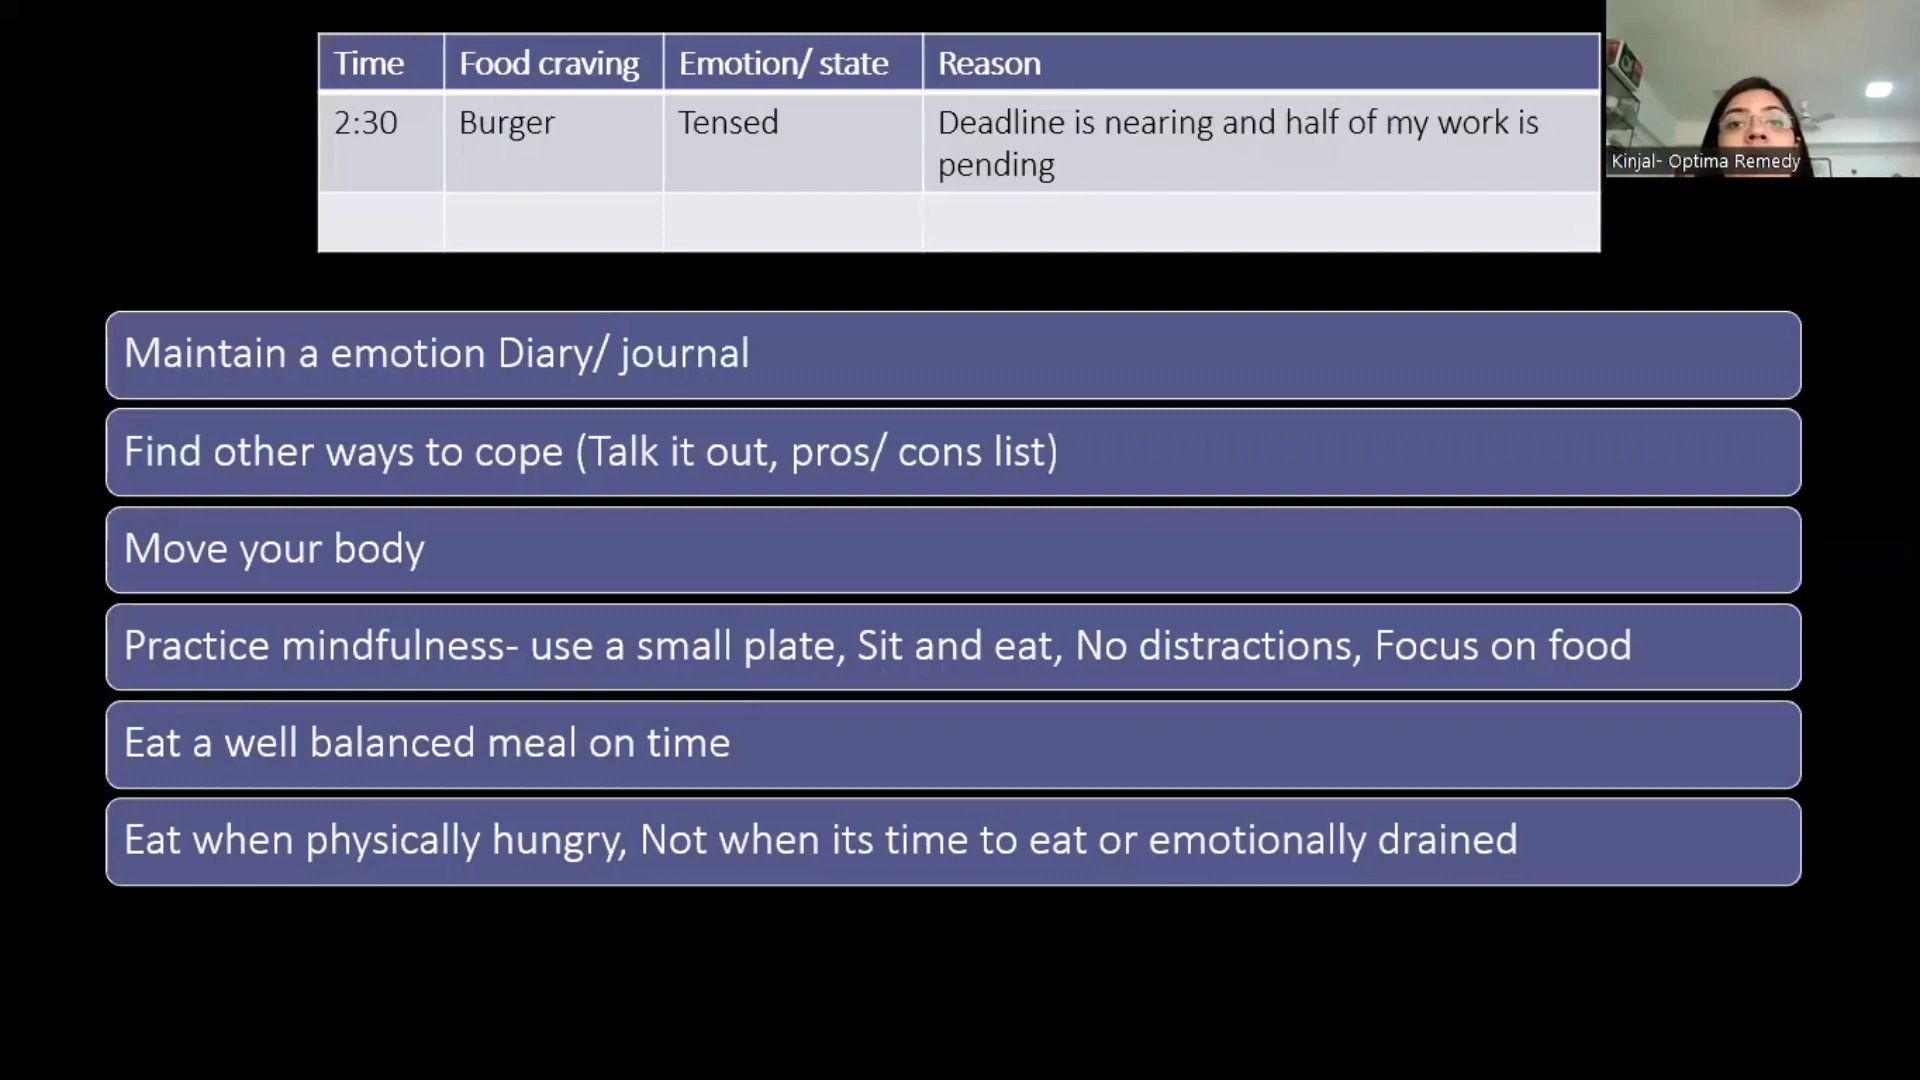 Time Food craving Emotion/ state Reason
2:30 Burger Tensed Deadline is nearing and half of my work is
pending
Kinjal- Optima Remedy
Maintain a emotion Diary/ journal
Find other ways to cope (Talk it out, pros/ cons list)
Move your body
Practice mindfulness- use a small plate, Sit and eat, No distractions, Focus on food
Eat a well balanced meal on time
Eat when physically hungry, Not when its time to eat or emotionally drained